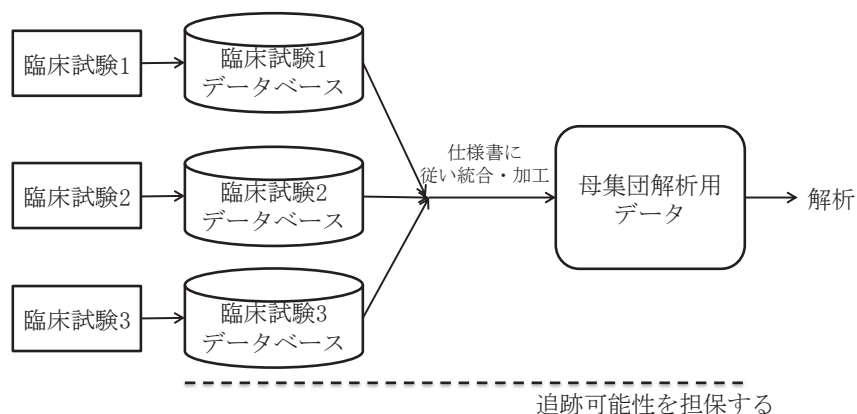 臨床試験1
臨床試験1
データベース
臨床試験2
臨床試験2
データベース
臨床試験3
臨床試験3
データベース
仕様書に
従い統合・加工
母集団解析用
データ
解析
追跡可能性を担保する